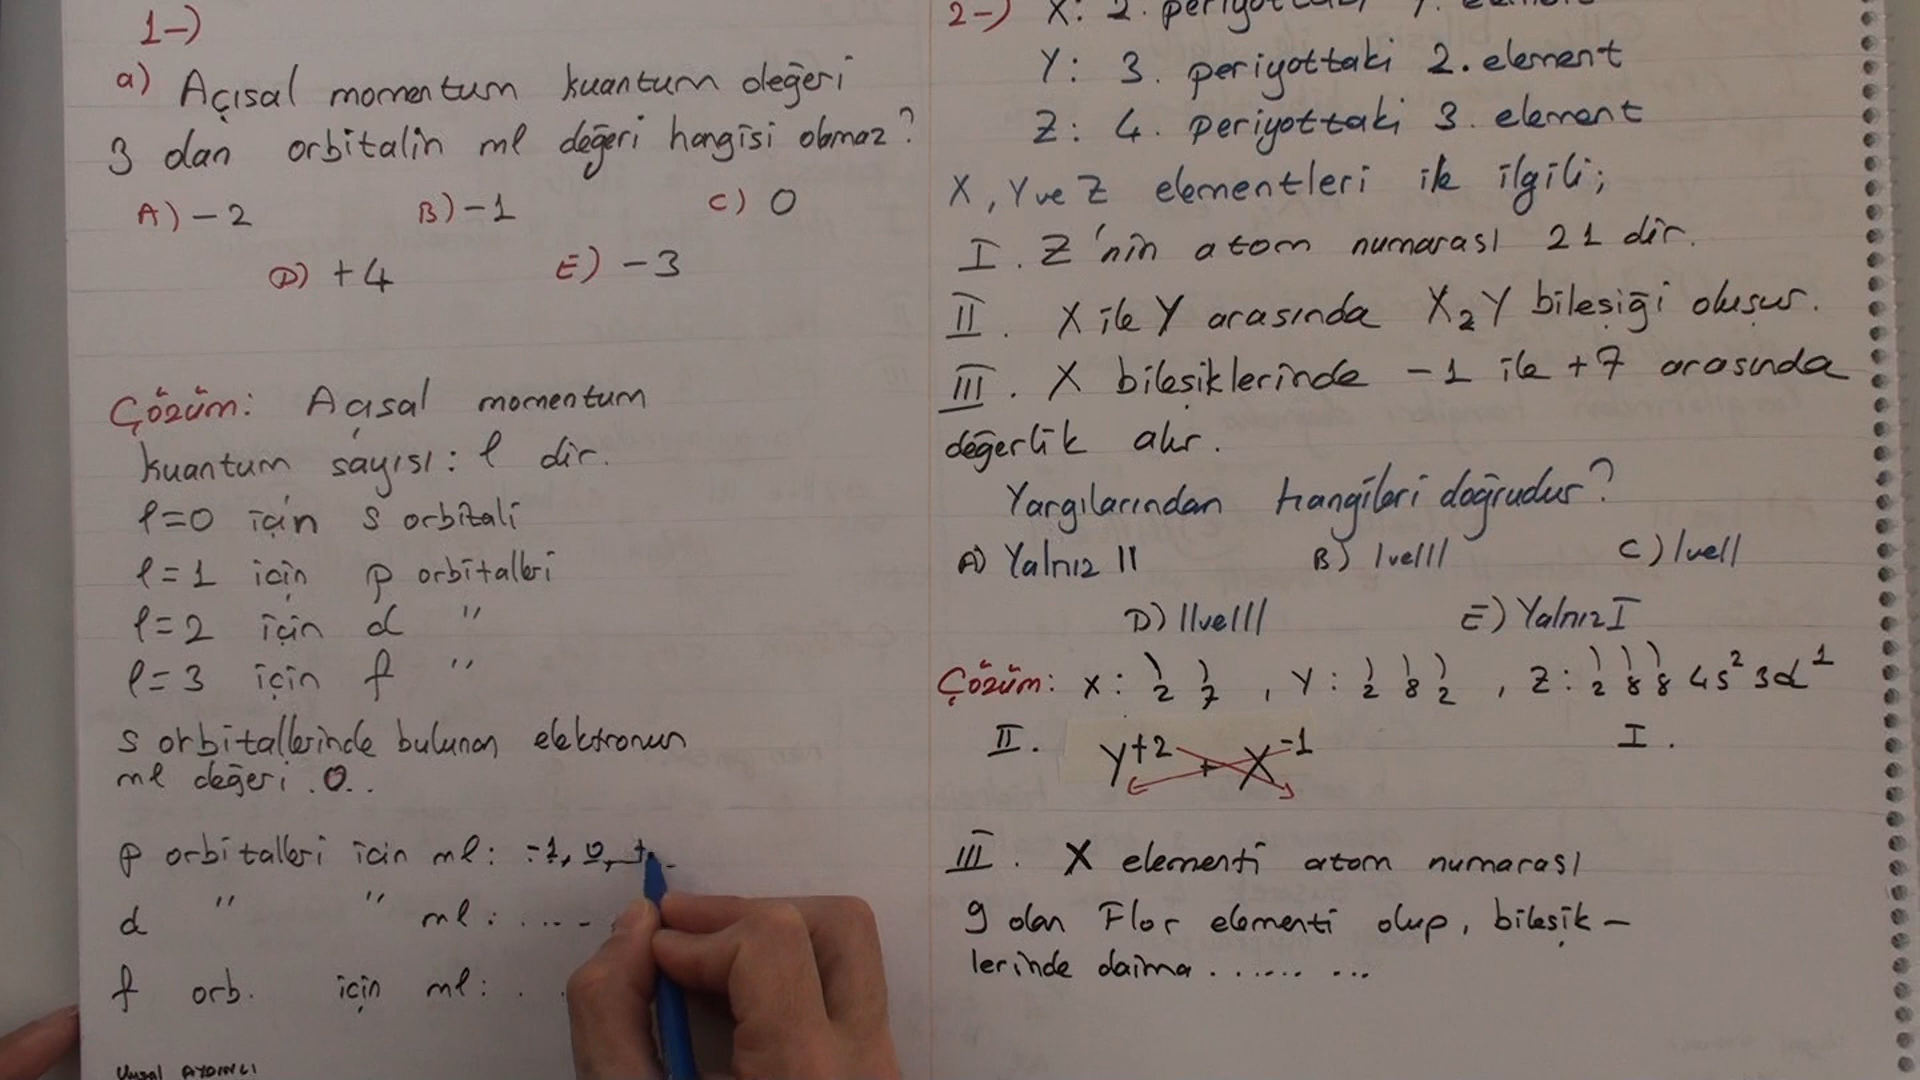 1-)
a) Açısal momentum kuantum değeri
3 olan orbitalin ml değeri hangisi olmaz?
A) -2 B) -1 C) 0
D) +4 E) -3
Çözüm: Açısal momentum
kuantum sayısı: l dir.
l=0 için s orbitali
l=1 için p orbitalleri
l=2 için d "
l=3 için f "
s orbitallerinde bulunan elektronun
ml değeri .0..
p orbitalleri için ml: -1, 0, +
d " " ml: ....
f orb. için ml: .
Ünsal AYDINLI
2-) X: 2. periyottaki 7. element
Y: 3. periyottaki 2. element
Z: 4. periyottaki 3. element
X, Y ve Z elementleri ile ilgili;
I. Z'nin atom numarası 21 dir.
II. X ile Y arasında X₂Y bileşiği oluşur.
III. X bileşiklerinde -1 ile +7 arasında
değerlik alır.
Yargılarından hangileri doğrudur?
A) Yalnız II B) I ve III C) I ve II
D) II ve III E) Yalnız I
Çözüm: X: ) ) , Y: ) ) ) , Z: ) ) ) 4s² 3d¹
2 7 2 8 2 2 8 8
II. Y⁺² X⁻¹ I.
III. X elementi atom numarası
9 olan Flor elementi olup, bileşik-
lerinde daima .........